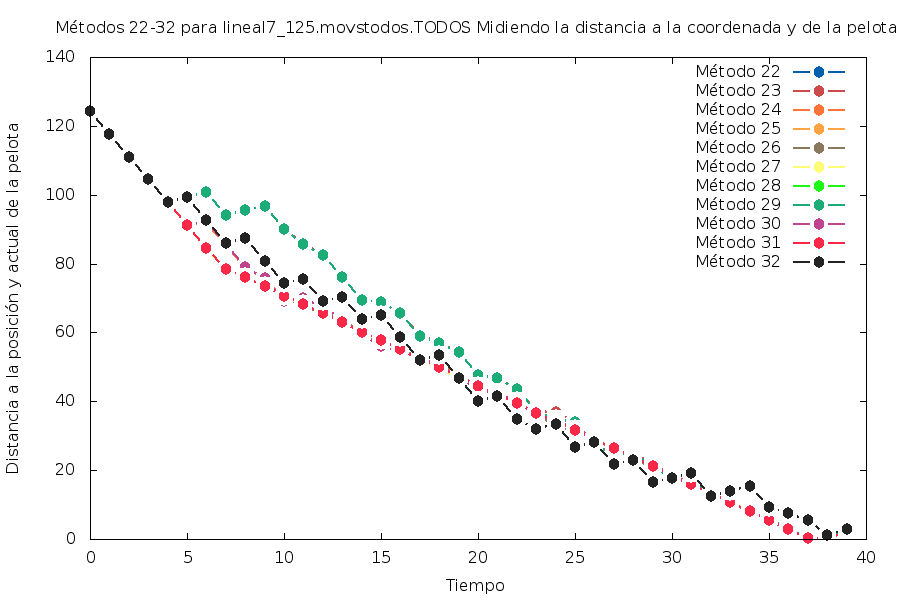 Métodos 22-32 para lineal7_125.movstodos.TODOS Midiendo la distancia a la coordenada y de la pelota
140
120
100
80
60
40
20
0
0 5 10 15 20 25 30 35 40
Distancia a la posición y actual de la pelota
Tiempo
Método 22
Método 23
Método 24
Método 25
Método 26
Método 27
Método 28
Método 29
Método 30
Método 31
Método 32